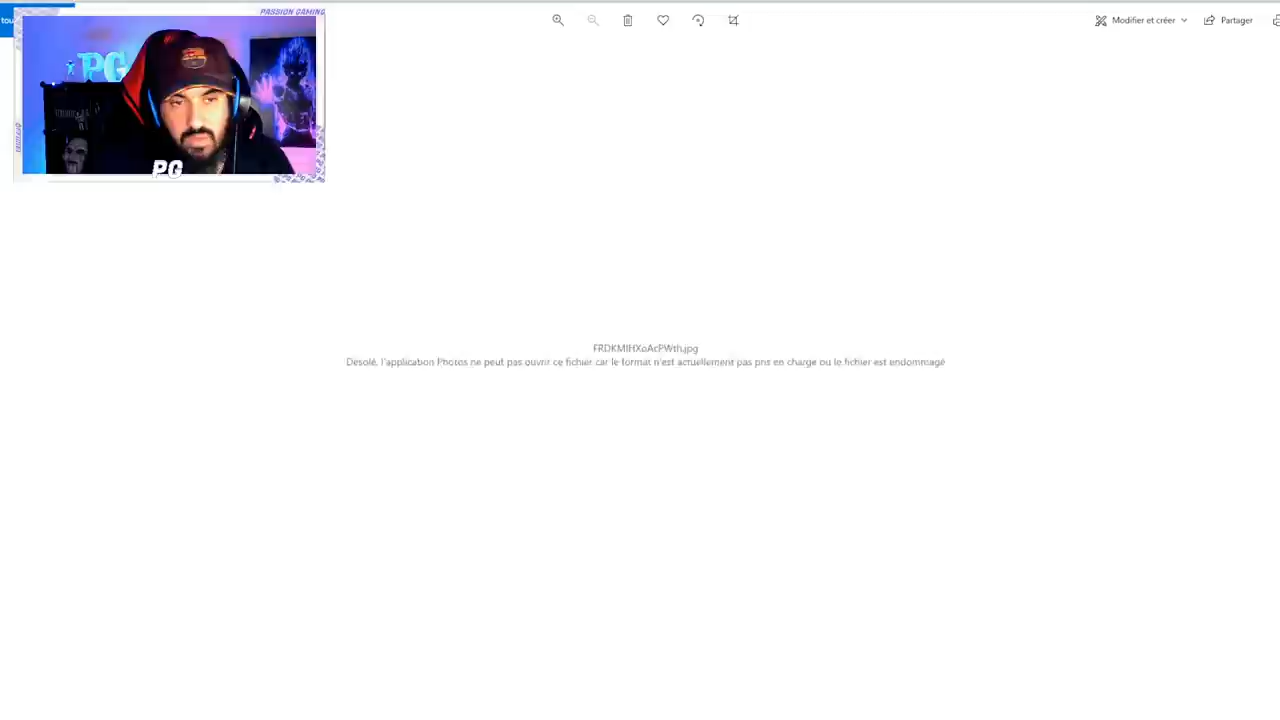 tou
PASSION GAMING
PG
PG
Modifier et créer
Partager
FRDKMIHXoAcPWth.jpg
Désolé, l'application Photos ne peut pas ouvrir ce fichier car le format n'est actuellement pas pris en charge ou le fichier est endommagé